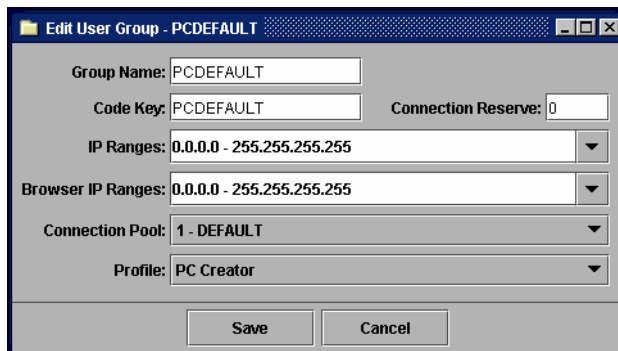 Edit User Group - PCDEFAULT
Group Name: PCDEFAULT
Code Key: PCDEFAULT Connection Reserve: 0
IP Ranges: 0.0.0.0 - 255.255.255.255
Browser IP Ranges: 0.0.0.0 - 255.255.255.255
Connection Pool: 1 - DEFAULT
Profile: PC Creator
Save Cancel